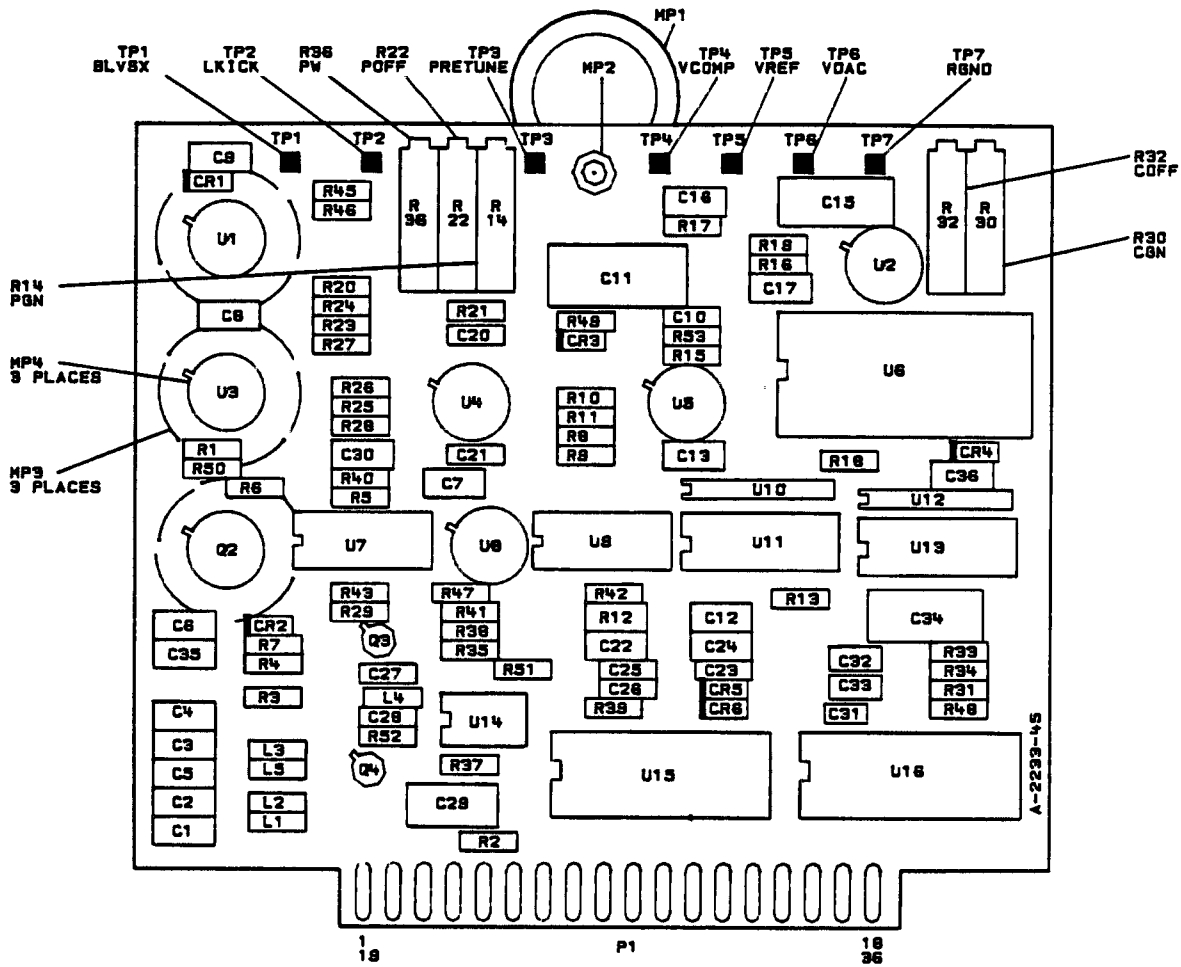 MP1
TP1
BLVSX
TP2
LKICK
R36
PW
R22
POFF
TP3
PRETUNE
MP2
TP4
VCOMP
TP5
VREF
TP6
VDAC
TP7
RGND
TP1
TP2
TP3
TP4
TP5
TP6
TP7
R32
COFF
C9
CR1
R45
R46
R
36
R
22
R
14
C16
R17
C15
R
32
R
30
U1
R18
R16
C17
U2
R30
CGN
R14
PGN
C11
R20
R24
R23
R27
C8
R21
C20
R49
CR3
C10
R53
R15
U6
MP4
3 PLACES
U3
R26
R25
R28
U4
R10
R11
R8
R9
U5
R1
R50
C30
C21
C13
R19
CR4
C36
MP3
3 PLACES
R6
R40
R5
C7
U10
U12
Q2
U7
U8
U9
U11
U13
R43
R29
R47
R41
R38
R35
R42
R12
C22
R13
C12
C24
C34
C6
C35
CR2
R7
R4
Q3
R51
C25
C26
R39
C23
CR5
CR6
C32
C33
C31
R33
R34
R31
R48
R3
C27
L4
C28
R52
U14
C4
C3
C5
C2
C1
L3
L5
L2
L1
Q4
R37
C29
R2
U15
U16
A-2233-45
1
19
P1
18
36